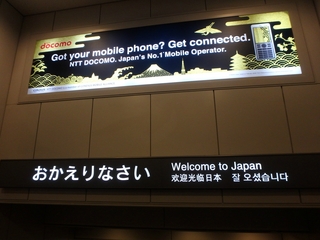 docomo
Got your mobile phone? Get connected.
NTT DOCOMO. Japan's No.1 Mobile Operator.
おかえりなさい
Welcome to Japan
欢迎光临日本 잘 오셨습니다